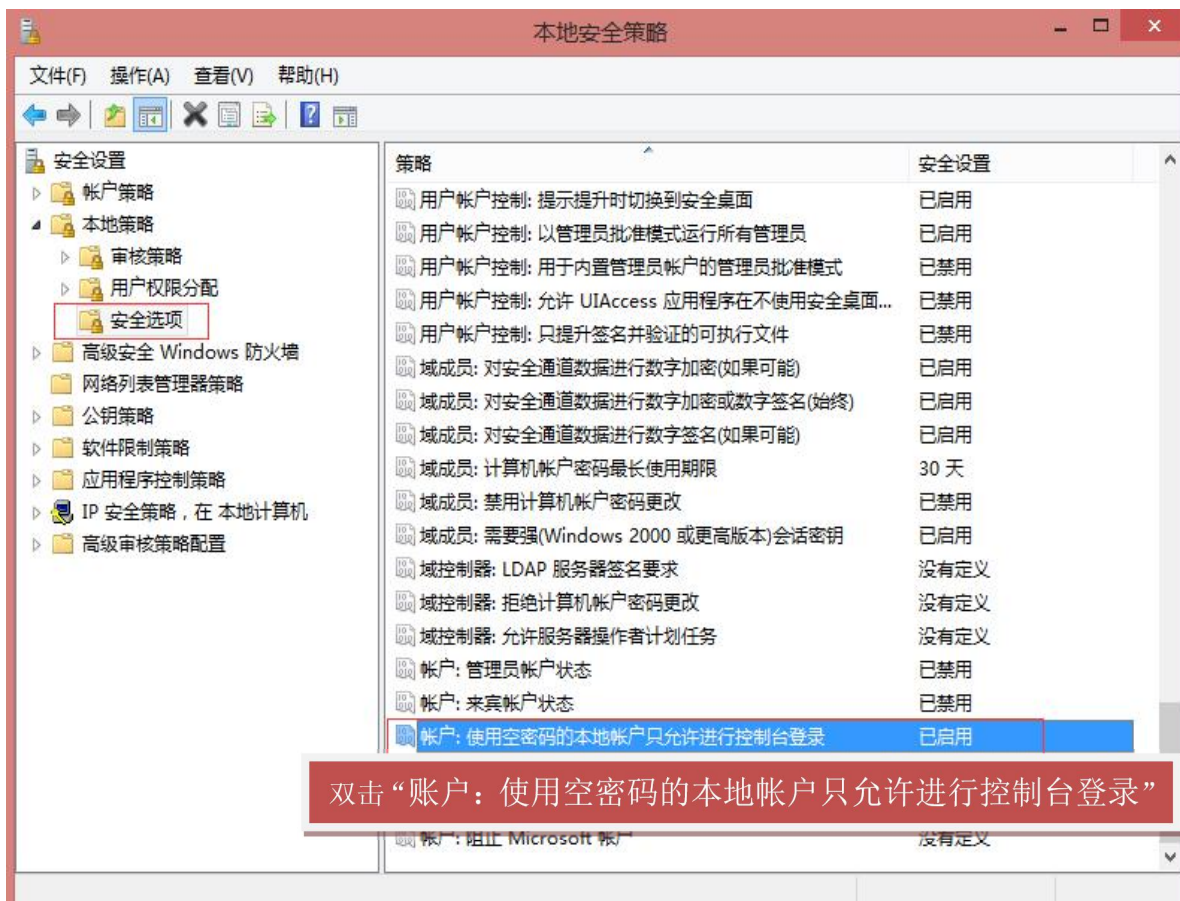 本地安全策略
文件(F) 操作(A) 查看(V) 帮助(H)
安全设置
帐户策略
本地策略
审核策略
用户权限分配
安全选项
高级安全 Windows 防火墙
网络列表管理器策略
公钥策略
软件限制策略
应用程序控制策略
IP 安全策略，在 本地计算机
高级审核策略配置
策略 安全设置
用户帐户控制: 提示提升时切换到安全桌面 已启用
用户帐户控制: 以管理员批准模式运行所有管理员 已启用
用户帐户控制: 用于内置管理员帐户的管理员批准模式 已禁用
用户帐户控制: 允许 UIAccess 应用程序在不使用安全桌面... 已禁用
用户帐户控制: 只提升签名并验证的可执行文件 已禁用
域成员: 对安全通道数据进行数字加密(如果可能) 已启用
域成员: 对安全通道数据进行数字加密或数字签名(始终) 已启用
域成员: 对安全通道数据进行数字签名(如果可能) 已启用
域成员: 计算机帐户密码最长使用期限 30 天
域成员: 禁用计算机帐户密码更改 已禁用
域成员: 需要强(Windows 2000 或更高版本)会话密钥 已启用
域控制器: LDAP 服务器签名要求 没有定义
域控制器: 拒绝计算机帐户密码更改 没有定义
域控制器: 允许服务器操作者计划任务 没有定义
帐户: 管理员帐户状态 已禁用
帐户: 来宾帐户状态 已禁用
帐户: 使用空密码的本地帐户只允许进行控制台登录 已启用
双击“账户：使用空密码的本地帐户只允许进行控制台登录”
帐户: 阻止 Microsoft 帐户 没有定义